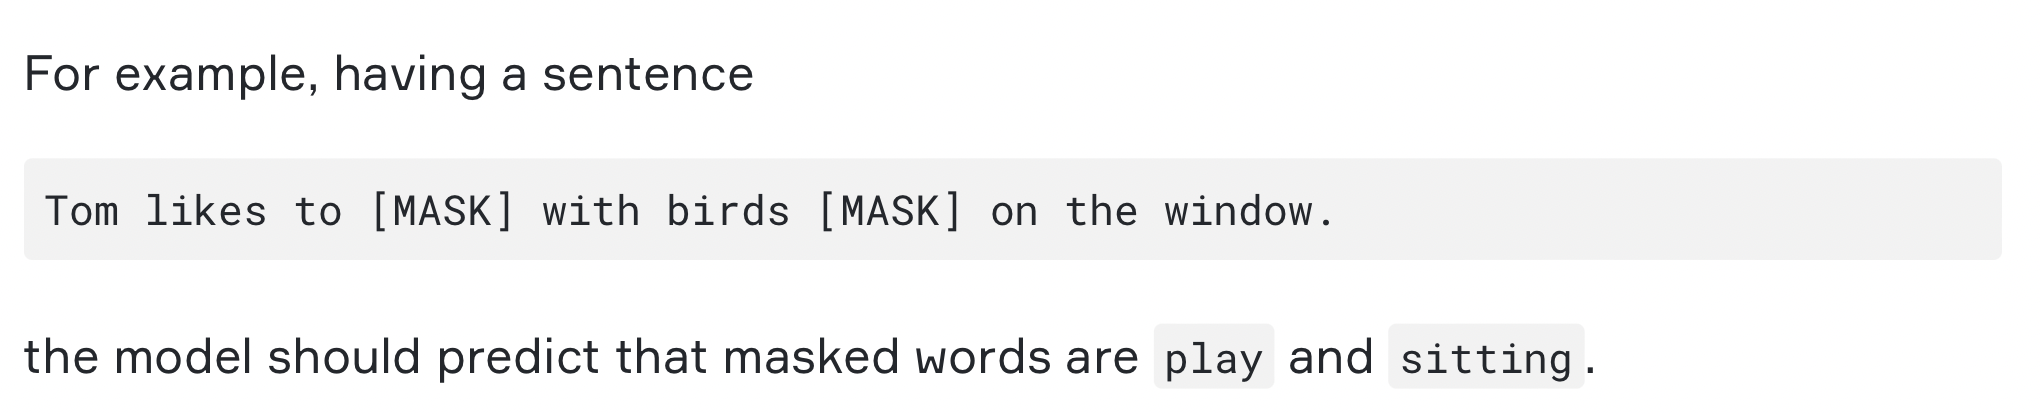 For example, having a sentence
Tom likes to [MASK] with birds [MASK] on the window.
the model should predict that masked words are play and sitting.